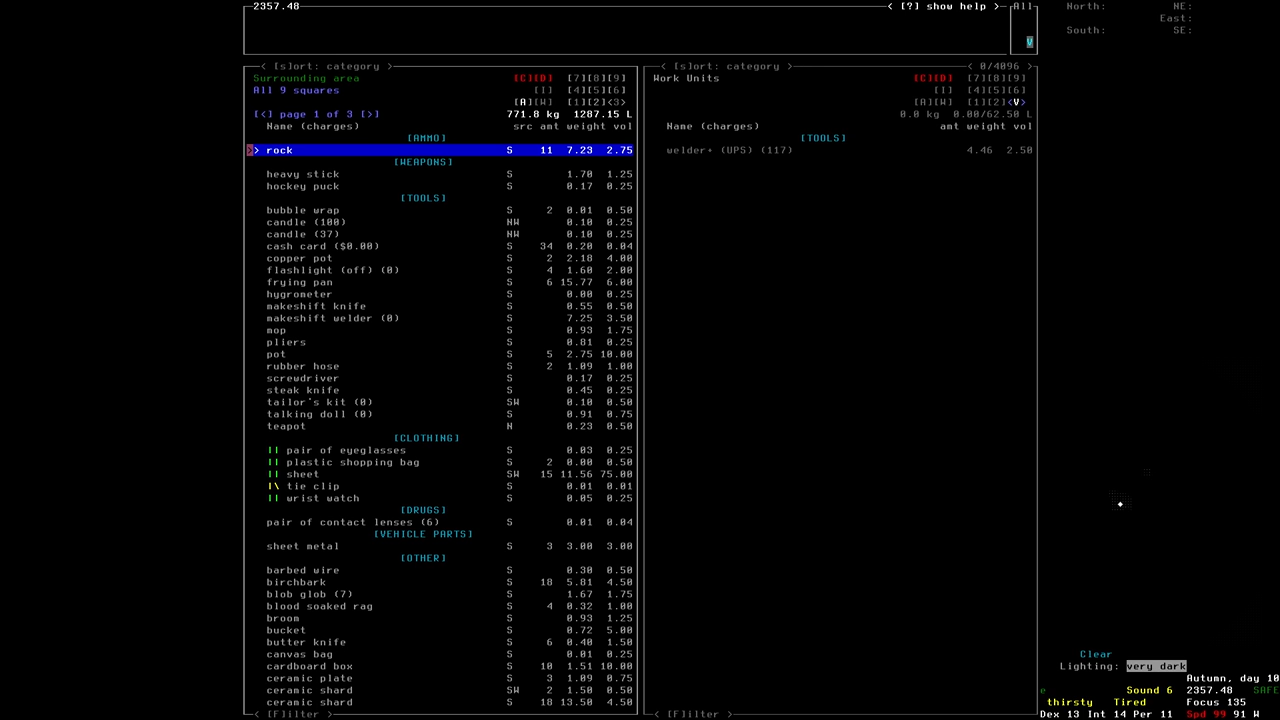 2357.48 < [?] show help > All North: NE:
East:
South: SE:
V
< [s]ort: category > < [s]ort: category > < 0/4096 >
Surrounding area [C][D] [7][8][9] Work Units [C][D] [7][8][9]
All 9 squares [I] [4][5][6] [I] [4][5][6]
[A][W] [1][2]<3> [A][W] [1][2]<V>
[<] page 1 of 3 [>] 771.8 kg 1287.15 L 0.0 kg 0.00/62.50 L
Name (charges) src amt weight vol Name (charges) amt weight vol
[AMMO] [TOOLS]
>> rock S 11 7.23 2.75 welder+ (UPS) (117) 4.46 2.50
[WEAPONS]
heavy stick S 1.70 1.25
hockey puck S 0.17 0.25
[TOOLS]
bubble wrap S 2 0.01 0.50
candle (100) NW 0.10 0.25
candle (37) NW 0.10 0.25
cash card ($0.00) S 34 0.20 0.04
copper pot S 2 2.18 4.00
flashlight (off) (0) S 4 1.60 2.00
frying pan S 6 15.77 6.00
hygrometer S 0.00 0.25
makeshift knife S 0.55 0.50
makeshift welder (0) S 7.25 3.50
mop S 0.93 1.75
pliers S 0.81 0.25
pot S 5 2.75 10.00
rubber hose S 2 1.09 1.00
screwdriver S 0.17 0.25
steak knife S 0.45 0.25
tailor's kit (0) SW 0.10 0.50
talking doll (0) S 0.91 0.75
teapot N 0.23 0.50
[CLOTHING]
|| pair of eyeglasses S 0.03 0.25
|| plastic shopping bag S 2 0.00 0.50
|| sheet SW 15 11.56 75.00
|\ tie clip S 0.01 0.01
|| wrist watch S 0.05 0.25
[DRUGS]
pair of contact lenses (6) S 0.01 0.04
[VEHICLE PARTS]
sheet metal S 3 3.00 3.00
[OTHER]
barbed wire S 0.30 0.50
birchbark S 18 5.81 4.50
blob glob (7) S 1.67 1.75
blood soaked rag S 4 0.32 1.00
broom S 0.93 1.25
bucket S 0.72 5.00
butter knife S 6 0.40 1.50
canvas bag S 0.01 0.25
Clear
cardboard box S 10 1.51 10.00 Lighting: very dark
ceramic plate S 3 1.09 0.75 Autumn, day 10
ceramic shard SW 2 1.50 0.50 e Sound 6 2357.48 SAFE
ceramic shard S 18 13.50 4.50 thirsty Tired Focus 135
< [F]ilter > < [F]ilter > Dex 13 Int 14 Per 11 Spd 99 91 W